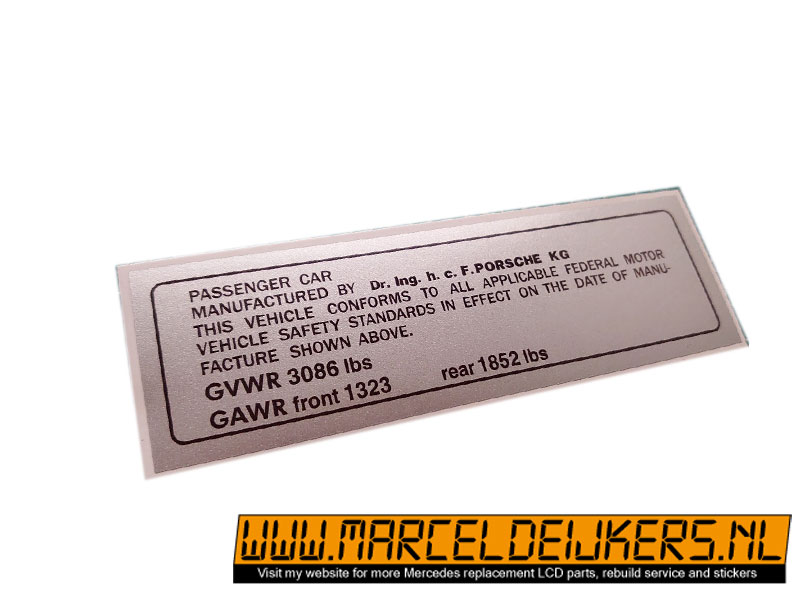 PASSENGER CAR
MANUFACTURED BY Dr. Ing. h. c. F.PORSCHE KG
THIS VEHICLE CONFORMS TO ALL APPLICABLE FEDERAL MOTOR
VEHICLE SAFETY STANDARDS IN EFFECT ON THE DATE OF MANU-
FACTURE SHOWN ABOVE.
GVWR 3086 lbs
GAWR front 1323 rear 1852 lbs
WWW.MARCELDEIJKERS.NL
Visit my website for more Mercedes replacement LCD parts, rebuild service and stickers